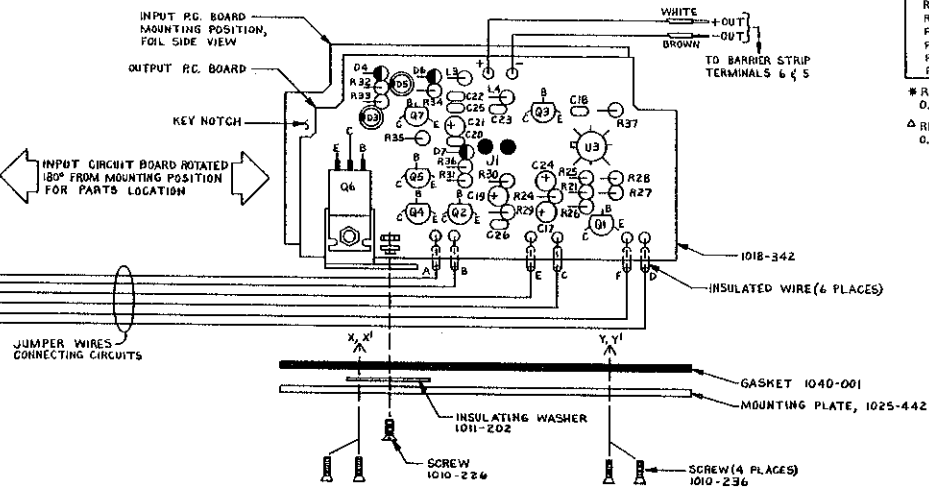 INPUT P.C. BOARD
MOUNTING POSITION,
FOIL SIDE VIEW
OUTPUT P.C. BOARD
KEY NOTCH
INPUT CIRCUIT BOARD ROTATED
180° FROM MOUNTING POSITION
FOR PARTS LOCATION
WHITE
+OUT
-OUT
BROWN
TO BARRIER STRIP
TERMINALS 6 & 5
+
-
D4
D6
L3
R32
D5
R33
R34
C22
L4
C25
C23
B
Q3
E
C18
R37
B
C
Q7
E
C21
D3
C20
R35
U3
D7
J1
R36
R31
R30
C24
R25
R28
E
C
B
Q6
B
C
Q5
E
C19
R24
R21
R27
R29
R26
B
Q4
E
B
Q2
E
C26
C17
B
C
Q1
E
A
B
E
C
F
D
1018-342
INSULATED WIRE (6 PLACES)
JUMPER WIRES
CONNECTING CIRCUITS
X, X'
Y, Y'
GASKET 1040-001
MOUNTING PLATE, 1025-442
INSULATING WASHER
1011-202
SCREW
1010-226
SCREW (4 PLACES)
1010-236